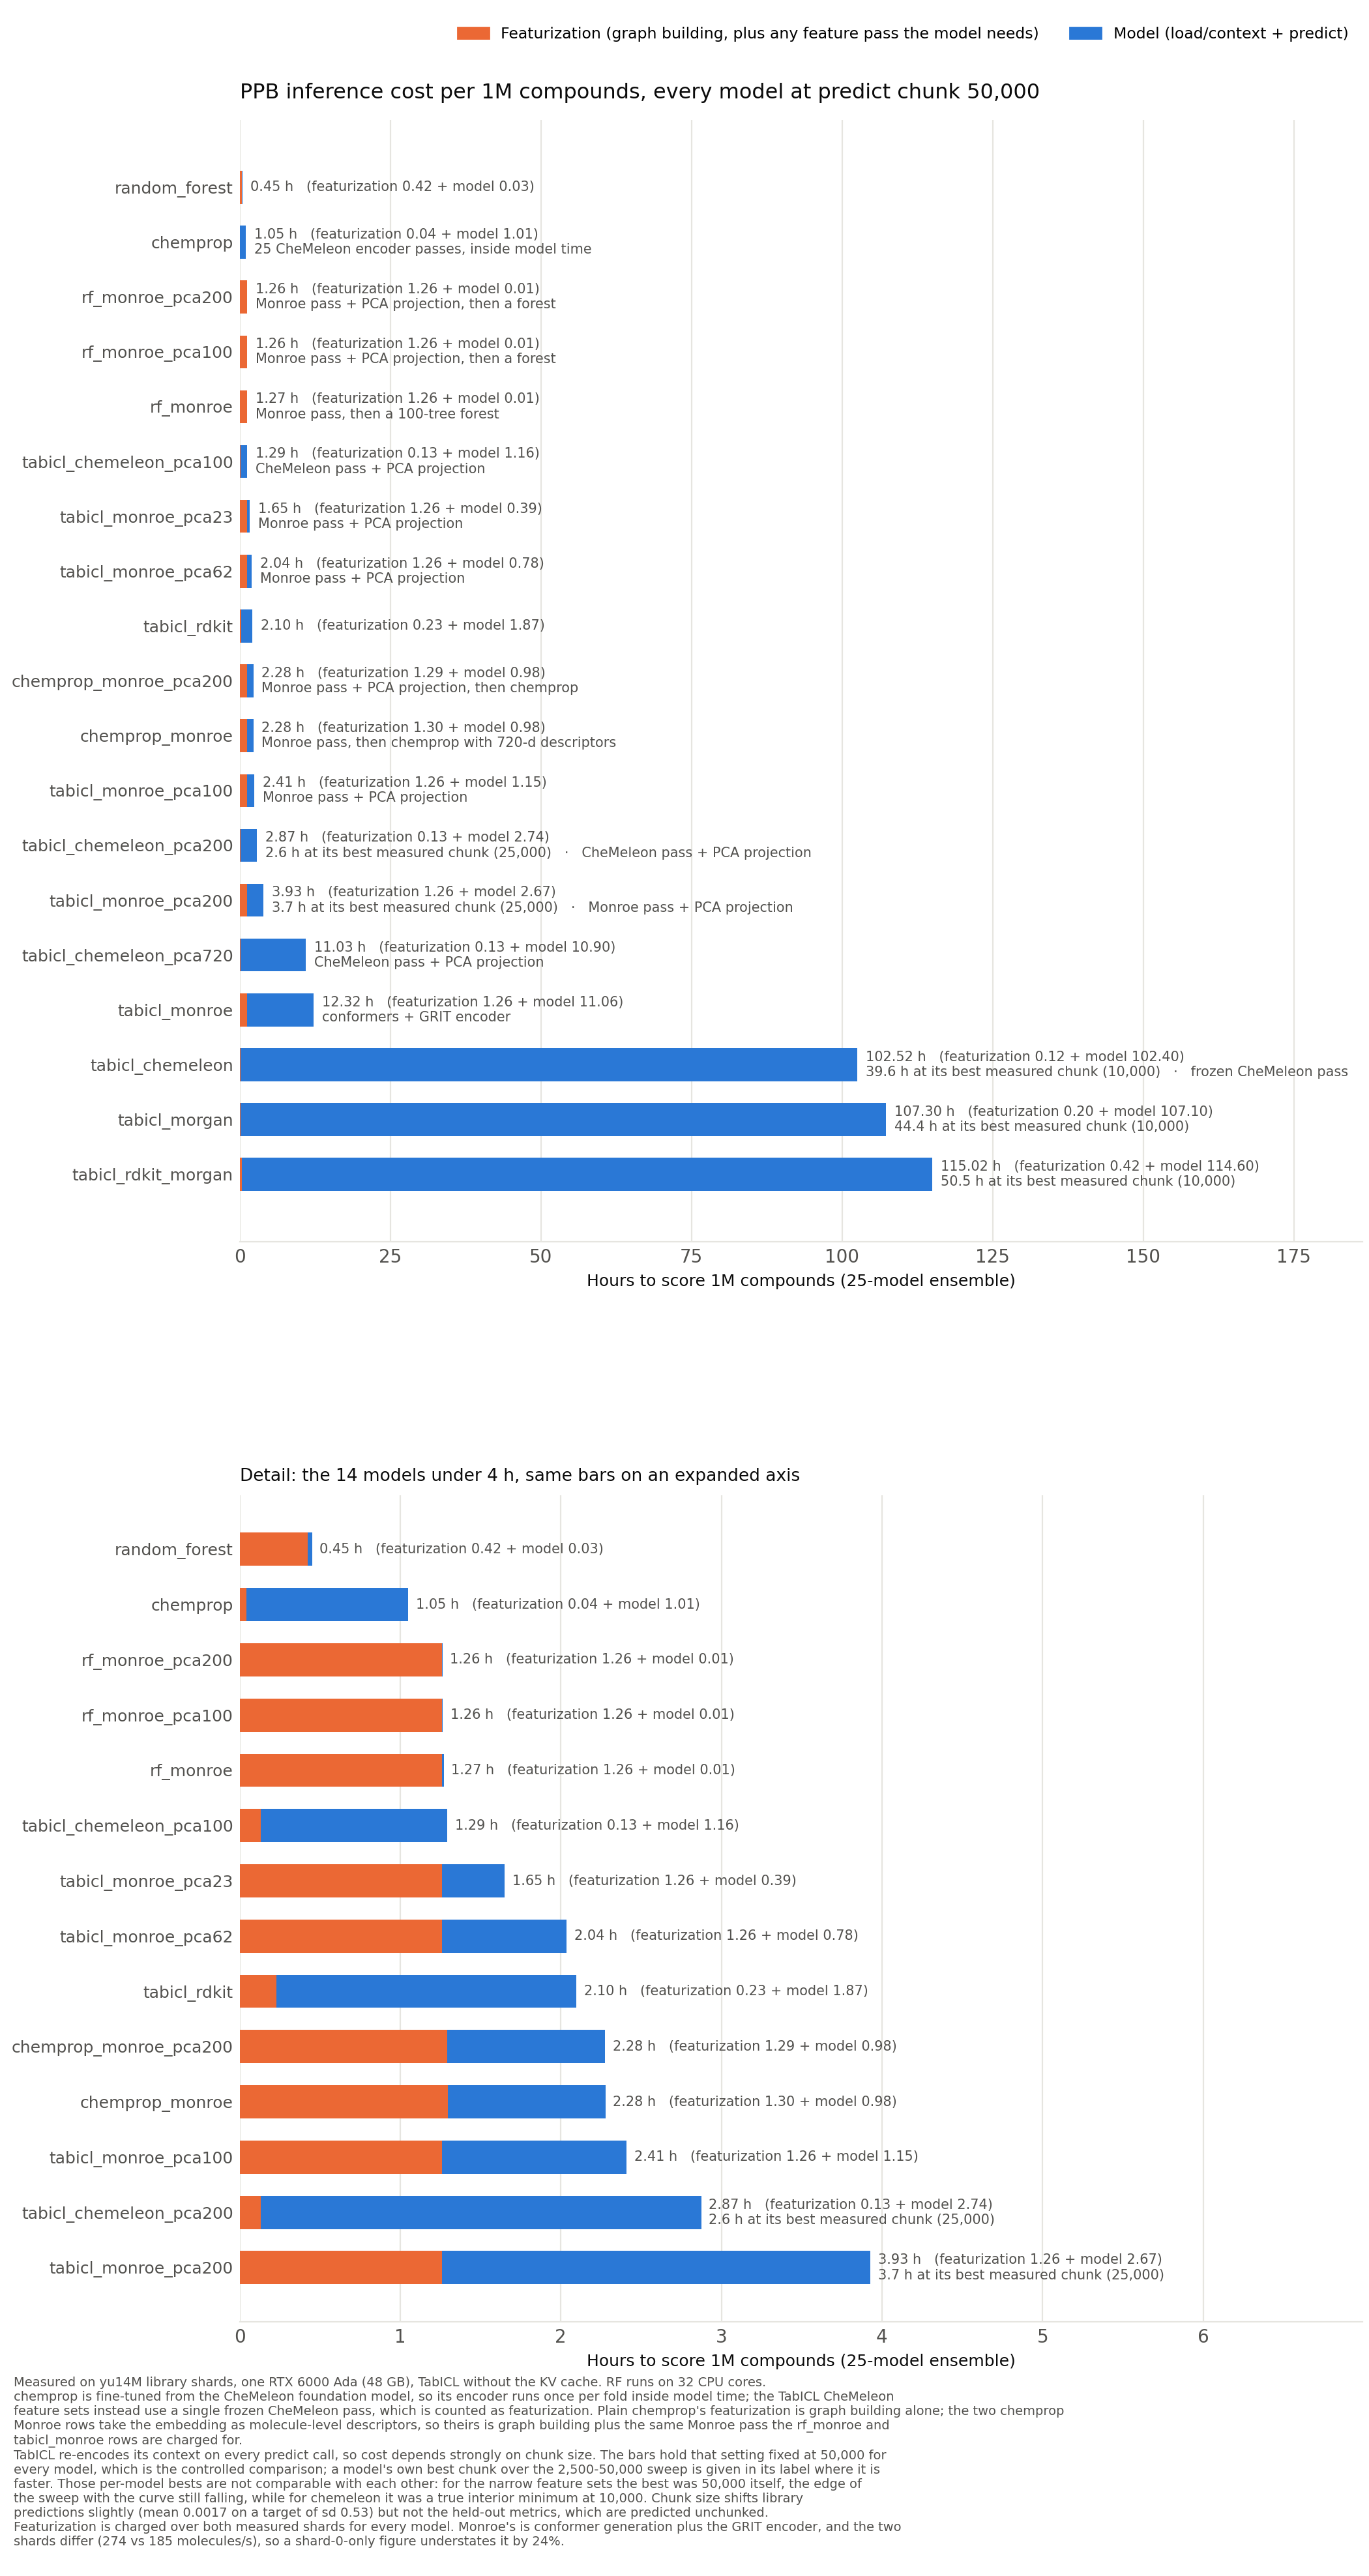 Featurization (graph building, plus any feature pass the model needs)
Model (load/context + predict)
PPB inference cost per 1M compounds, every model at predict chunk 50,000
random_forest
0.45 h (featurization 0.42 + model 0.03)
chemprop
1.05 h (featurization 0.04 + model 1.01)
25 CheMeleon encoder passes, inside model time
rf_monroe_pca200
1.26 h (featurization 1.26 + model 0.01)
Monroe pass + PCA projection, then a forest
rf_monroe_pca100
1.26 h (featurization 1.26 + model 0.01)
Monroe pass + PCA projection, then a forest
rf_monroe
1.27 h (featurization 1.26 + model 0.01)
Monroe pass, then a 100-tree forest
tabicl_chemeleon_pca100
1.29 h (featurization 0.13 + model 1.16)
CheMeleon pass + PCA projection
tabicl_monroe_pca23
1.65 h (featurization 1.26 + model 0.39)
Monroe pass + PCA projection
tabicl_monroe_pca62
2.04 h (featurization 1.26 + model 0.78)
Monroe pass + PCA projection
tabicl_rdkit
2.10 h (featurization 0.23 + model 1.87)
chemprop_monroe_pca200
2.28 h (featurization 1.29 + model 0.98)
Monroe pass + PCA projection, then chemprop
chemprop_monroe
2.28 h (featurization 1.30 + model 0.98)
Monroe pass, then chemprop with 720-d descriptors
tabicl_monroe_pca100
2.41 h (featurization 1.26 + model 1.15)
Monroe pass + PCA projection
tabicl_chemeleon_pca200
2.87 h (featurization 0.13 + model 2.74)
2.6 h at its best measured chunk (25,000) · CheMeleon pass + PCA projection
tabicl_monroe_pca200
3.93 h (featurization 1.26 + model 2.67)
3.7 h at its best measured chunk (25,000) · Monroe pass + PCA projection
tabicl_chemeleon_pca720
11.03 h (featurization 0.13 + model 10.90)
CheMeleon pass + PCA projection
tabicl_monroe
12.32 h (featurization 1.26 + model 11.06)
conformers + GRIT encoder
tabicl_chemeleon
102.52 h (featurization 0.12 + model 102.40)
39.6 h at its best measured chunk (10,000) · frozen CheMeleon pass
tabicl_morgan
107.30 h (featurization 0.20 + model 107.10)
44.4 h at its best measured chunk (10,000)
tabicl_rdkit_morgan
115.02 h (featurization 0.42 + model 114.60)
50.5 h at its best measured chunk (10,000)
0 25 50 75 100 125 150 175
Hours to score 1M compounds (25-model ensemble)
Detail: the 14 models under 4 h, same bars on an expanded axis
random_forest
0.45 h (featurization 0.42 + model 0.03)
chemprop
1.05 h (featurization 0.04 + model 1.01)
rf_monroe_pca200
1.26 h (featurization 1.26 + model 0.01)
rf_monroe_pca100
1.26 h (featurization 1.26 + model 0.01)
rf_monroe
1.27 h (featurization 1.26 + model 0.01)
tabicl_chemeleon_pca100
1.29 h (featurization 0.13 + model 1.16)
tabicl_monroe_pca23
1.65 h (featurization 1.26 + model 0.39)
tabicl_monroe_pca62
2.04 h (featurization 1.26 + model 0.78)
tabicl_rdkit
2.10 h (featurization 0.23 + model 1.87)
chemprop_monroe_pca200
2.28 h (featurization 1.29 + model 0.98)
chemprop_monroe
2.28 h (featurization 1.30 + model 0.98)
tabicl_monroe_pca100
2.41 h (featurization 1.26 + model 1.15)
tabicl_chemeleon_pca200
2.87 h (featurization 0.13 + model 2.74)
2.6 h at its best measured chunk (25,000)
tabicl_monroe_pca200
3.93 h (featurization 1.26 + model 2.67)
3.7 h at its best measured chunk (25,000)
0 1 2 3 4 5 6
Hours to score 1M compounds (25-model ensemble)
Measured on yu14M library shards, one RTX 6000 Ada (48 GB), TabICL without the KV cache. RF runs on 32 CPU cores.
chemprop is fine-tuned from the CheMeleon foundation model, so its encoder runs once per fold inside model time; the TabICL CheMeleon
feature sets instead use a single frozen CheMeleon pass, which is counted as featurization. Plain chemprop's featurization is graph building alone; the two chemprop
Monroe rows take the embedding as molecule-level descriptors, so theirs is graph building plus the same Monroe pass the rf_monroe and
tabicl_monroe rows are charged for.
TabICL re-encodes its context on every predict call, so cost depends strongly on chunk size. The bars hold that setting fixed at 50,000 for
every model, which is the controlled comparison; a model's own best chunk over the 2,500-50,000 sweep is given in its label where it is
faster. Those per-model bests are not comparable with each other: for the narrow feature sets the best was 50,000 itself, the edge of
the sweep with the curve still falling, while for chemeleon it was a true interior minimum at 10,000. Chunk size shifts library
predictions slightly (mean 0.0017 on a target of sd 0.53) but not the held-out metrics, which are predicted unchunked.
Featurization is charged over both measured shards for every model. Monroe's is conformer generation plus the GRIT encoder, and the two
shards differ (274 vs 185 molecules/s), so a shard-0-only figure understates it by 24%.